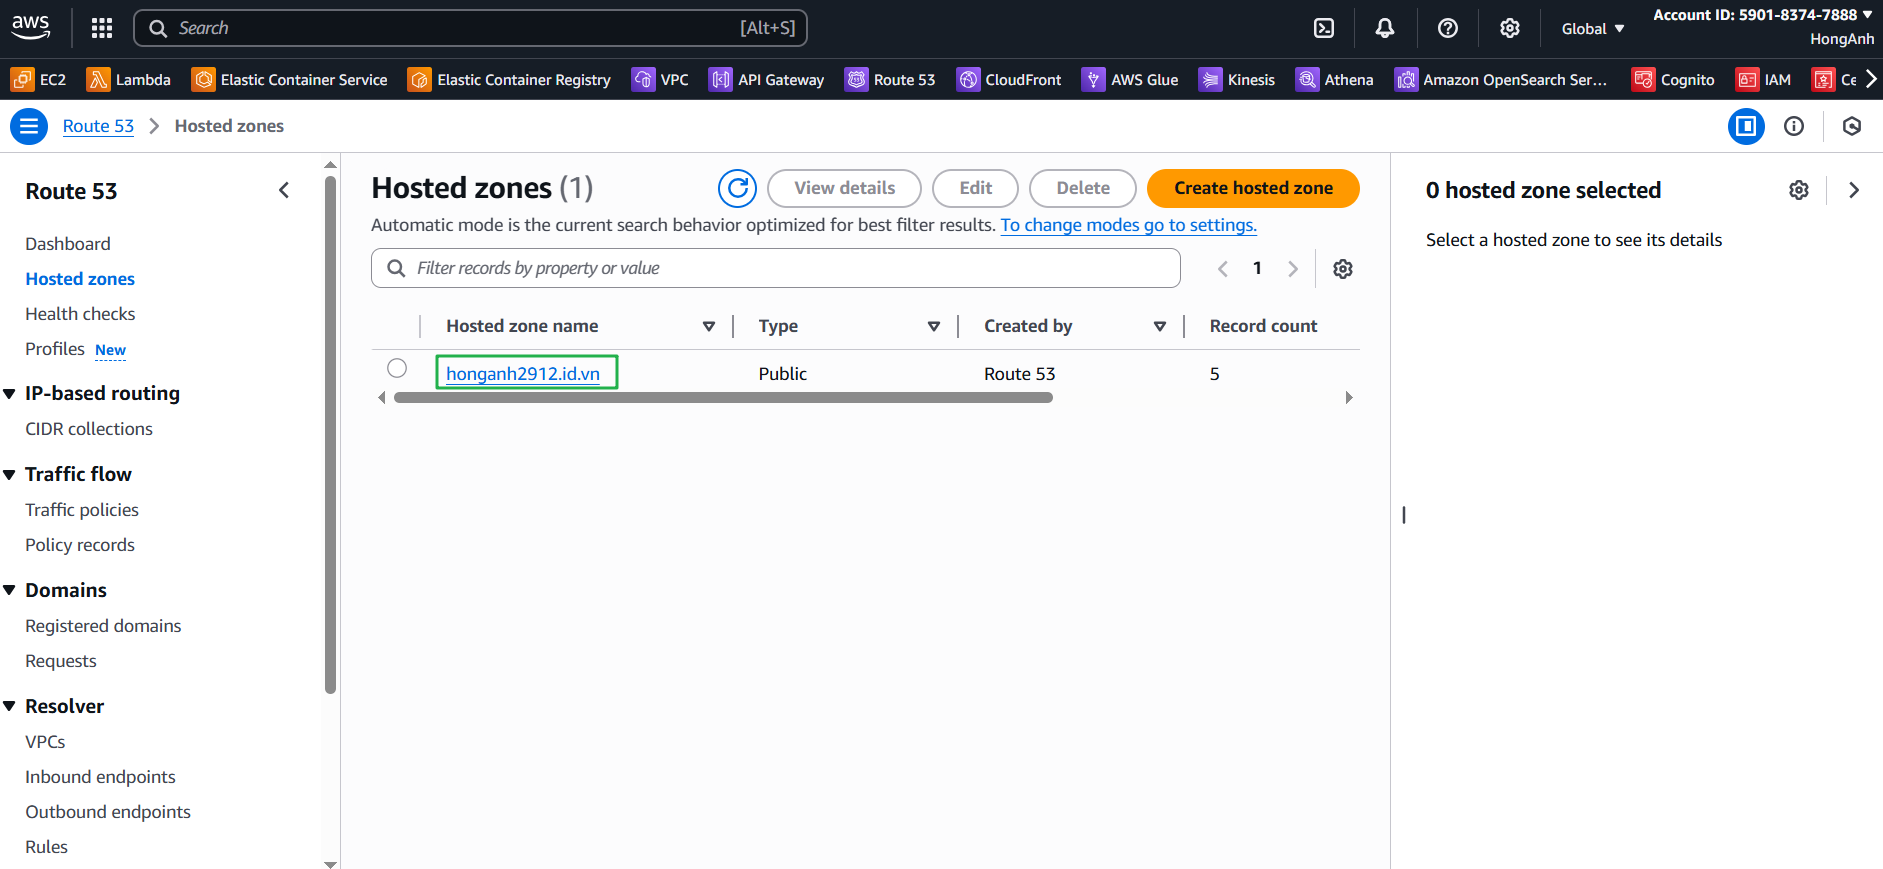 aws
Search [Alt+S]
Global
Account ID: 5901-8374-7888
HongAnh
EC2 Lambda Elastic Container Service Elastic Container Registry VPC API Gateway Route 53 CloudFront AWS Glue Kinesis Athena Amazon OpenSearch Ser... Cognito IAM Ce
Route 53 Hosted zones
Route 53
Dashboard
Hosted zones
Health checks
Profiles New
IP-based routing
CIDR collections
Traffic flow
Traffic policies
Policy records
Domains
Registered domains
Requests
Resolver
VPCs
Inbound endpoints
Outbound endpoints
Rules
Hosted zones (1)
View details Edit Delete Create hosted zone
Automatic mode is the current search behavior optimized for best filter results. To change modes go to settings.
Filter records by property or value
1
Hosted zone name Type Created by Record count
honganh2912.id.vn Public Route 53 5
0 hosted zone selected
Select a hosted zone to see its details